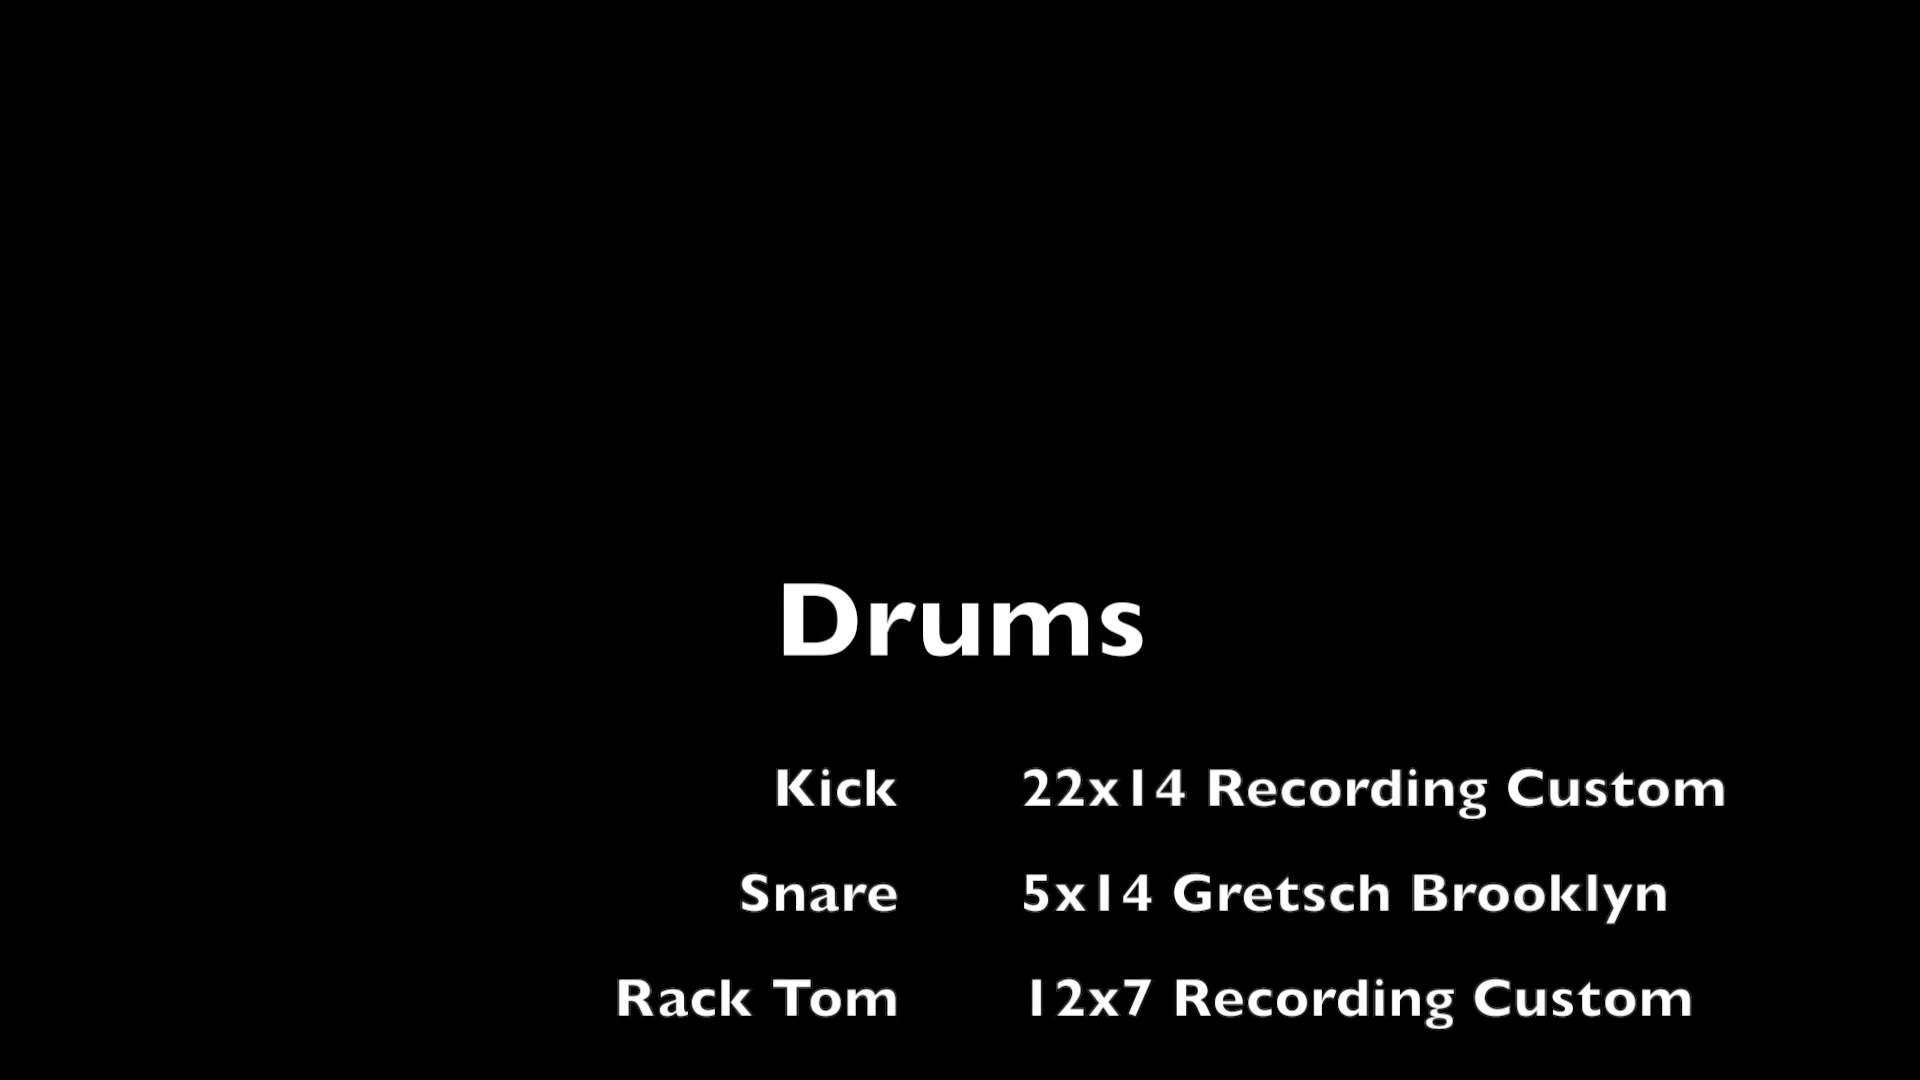 Drums
Kick 22x14 Recording Custom
Snare 5x14 Gretsch Brooklyn
Rack Tom 12x7 Recording Custom